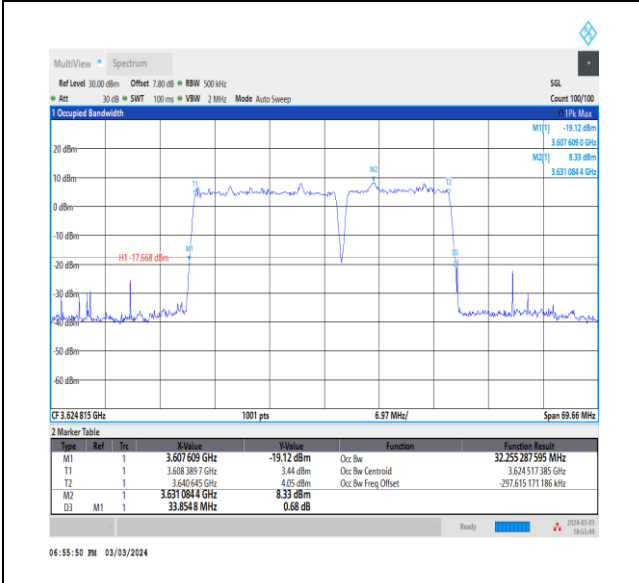 MultiView Spectrum
Ref Level 30.00 dBm Offset 7.80 dB RBW 500 kHz SGL
Att 30 dB SWT 100 ms VBW 2 MHz Mode Auto Sweep Count 100/100
1 Occupied Bandwidth 1Pk Max
M1[1] -19.12 dBm
3.607 609 0 GHz
M2[1] 8.33 dBm
3.631 084 4 GHz
20 dBm
M2
10 dBm
T1 T2
0 dBm
-10 dBm
M1 D3
H1 -17.668 dBm
-20 dBm
-30 dBm
-40 dBm
-50 dBm
-60 dBm
CF 3.624 815 GHz 1001 pts 6.97 MHz/ Span 69.66 MHz
2 Marker Table
Type Ref Trc X-Value Y-Value Function Function Result
M1 1 3.607 609 GHz -19.12 dBm Occ Bw 32.255 287 595 MHz
T1 1 3.608 389 7 GHz 3.44 dBm Occ Bw Centroid 3.624 517 385 GHz
T2 1 3.640 645 GHz 4.05 dBm Occ Bw Freq Offset -297.615 171 186 kHz
M2 1 3.631 084 4 GHz 8.33 dBm
D3 M1 1 33.854 8 MHz 0.68 dB
Ready 2024-03-03
18:55:49
06:55:50 PM 03/03/2024